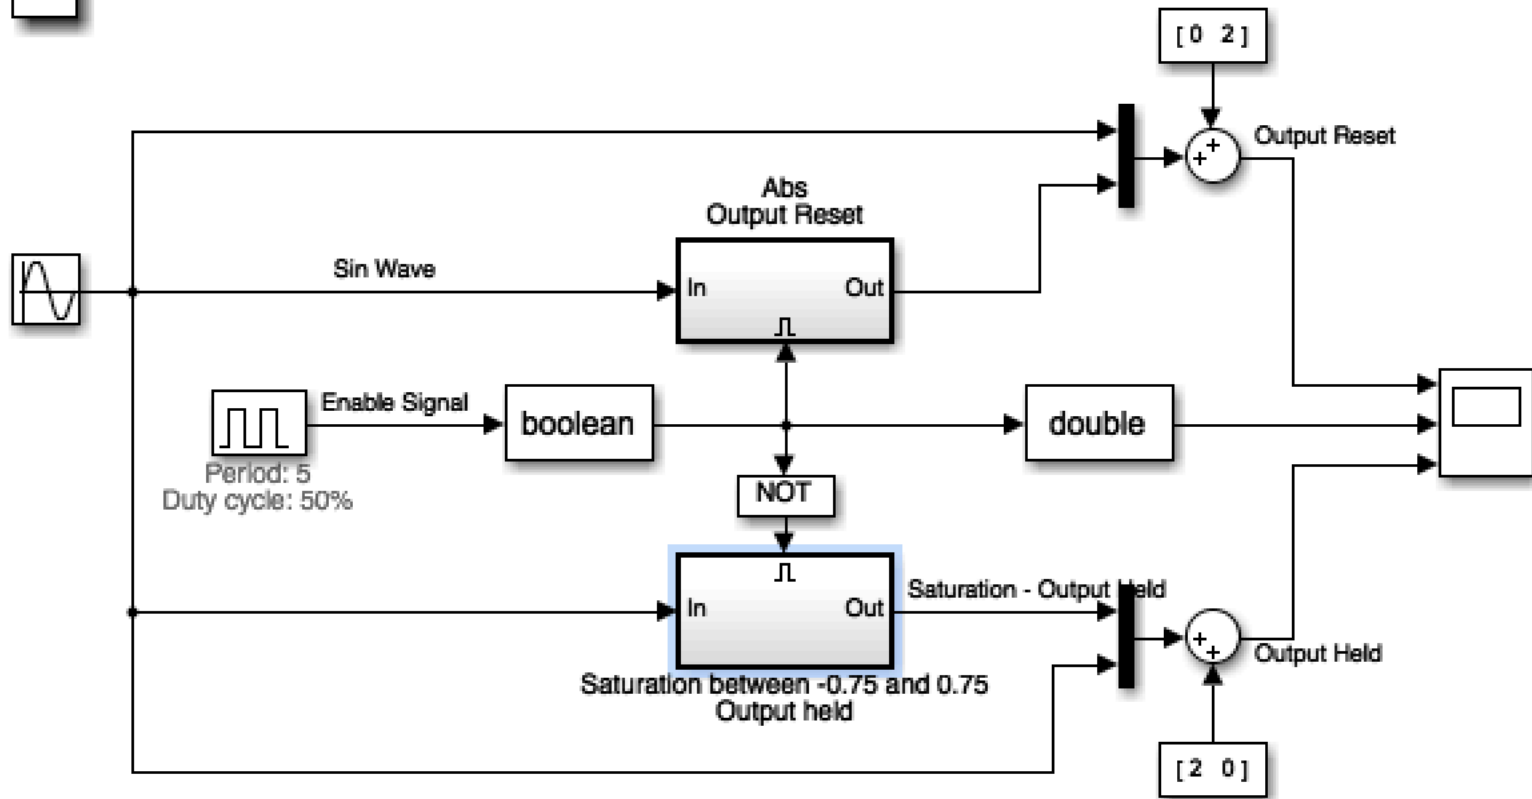 [0 2]
Output Reset
Abs
Output Reset
Sin Wave
In
Out
Enable Signal
boolean
double
Period: 5
Duty cycle: 50%
NOT
In
Out
Saturation - Output Held
Output Held
Saturation between -0.75 and 0.75
Output held
[2 0]